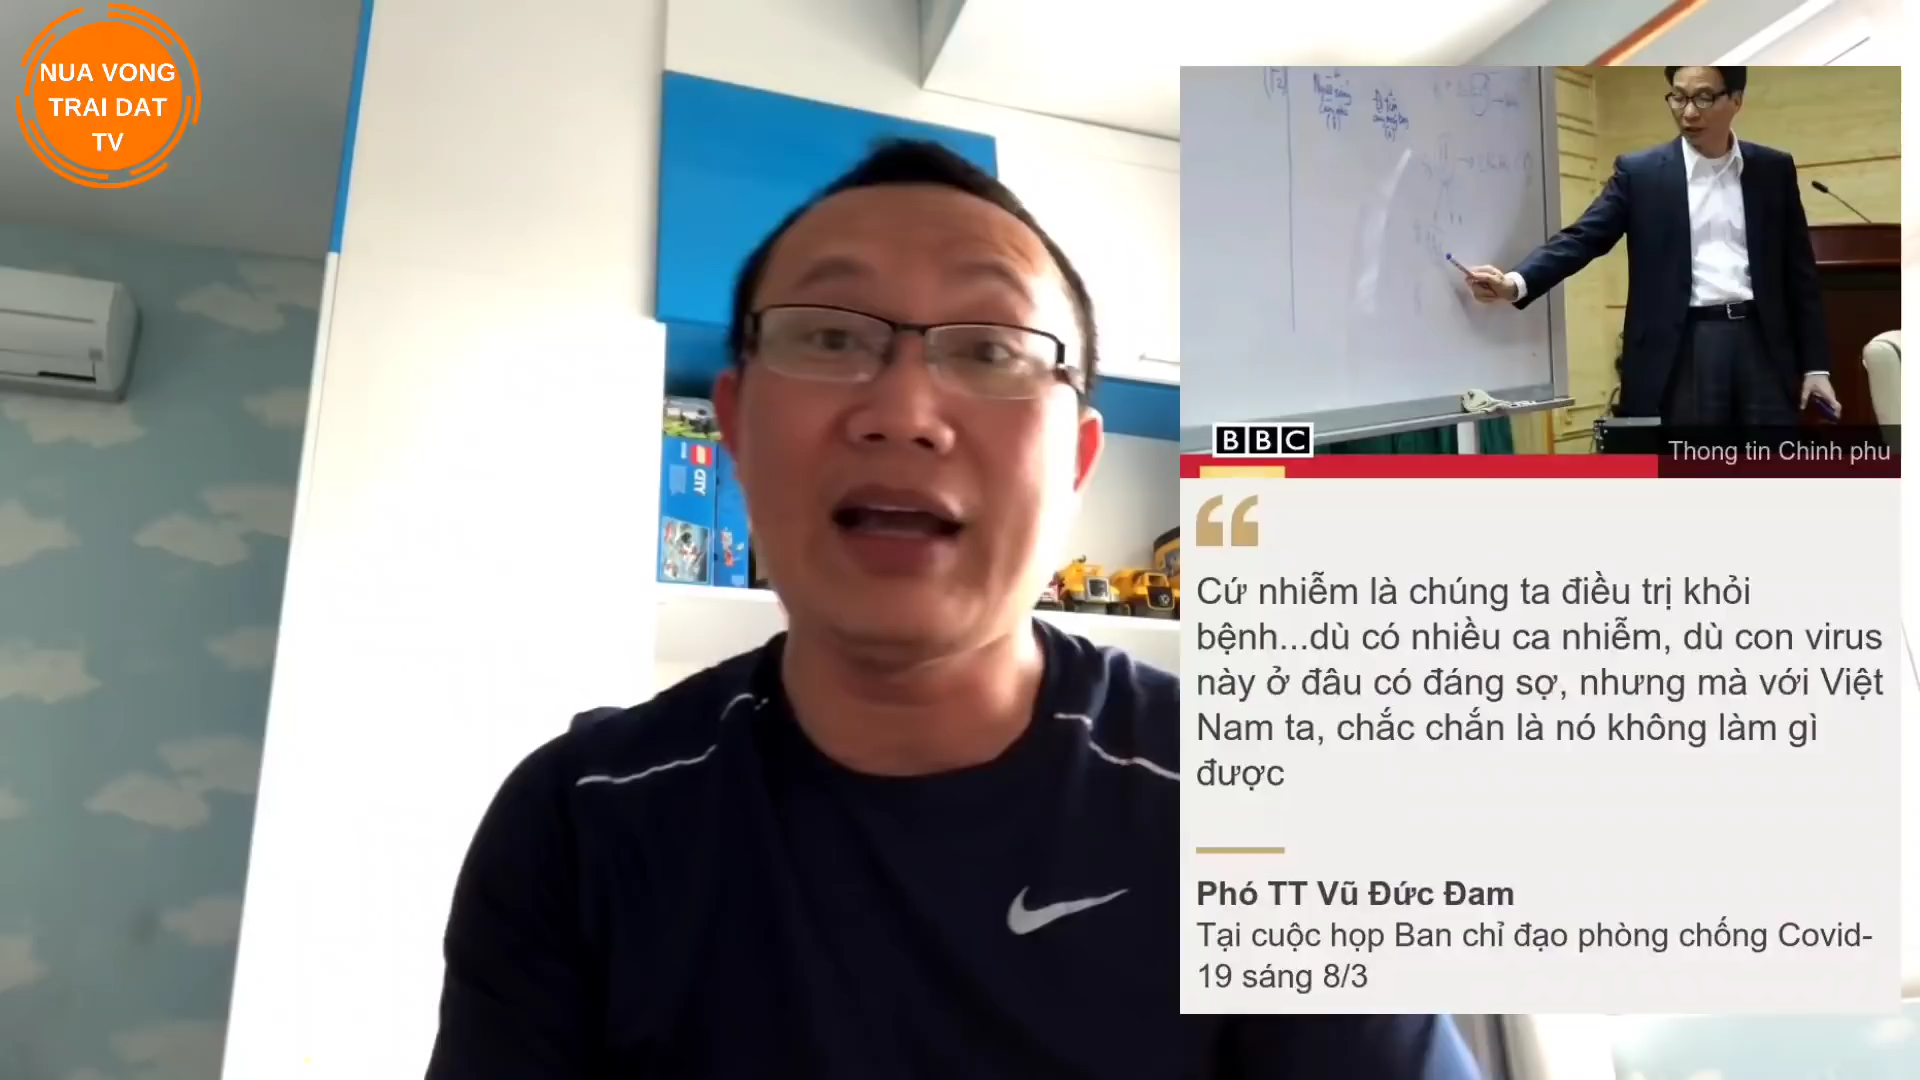 NUA VONG
TRAI DAT
TV
LEGO
CITY
BBC
Thong tin Chinh phu
Cứ nhiễm là chúng ta điều trị khỏi
bệnh...dù có nhiều ca nhiễm, dù con virus
này ở đâu có đáng sợ, nhưng mà với Việt
Nam ta, chắc chắn là nó không làm gì
được
Phó TT Vũ Đức Đam
Tại cuộc họp Ban chỉ đạo phòng chống Covid-
19 sáng 8/3